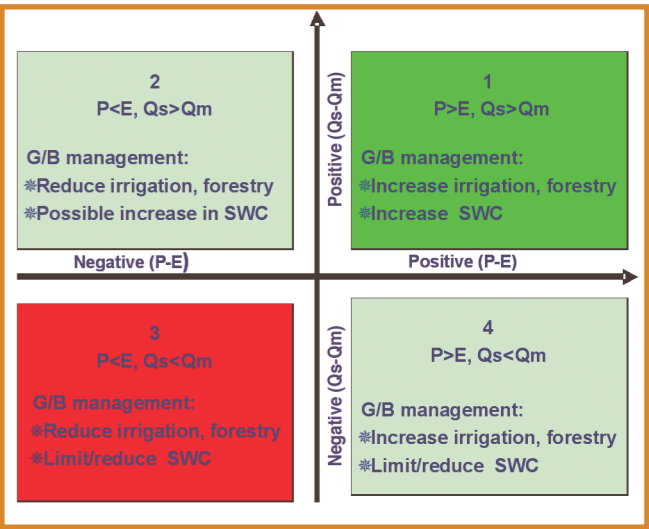 2
P<E, Qs>Qm
G/B management:
✵Reduce irrigation, forestry
✵Possible increase in SWC
1
P>E, Qs>Qm
G/B management:
✵Increase irrigation, forestry
✵Increase SWC
Positive (Qs-Qm)
Negative (P-E)
Positive (P-E)
3
P<E, Qs<Qm
G/B management:
✵Reduce irrigation, forestry
✵Limit/reduce SWC
Negative (Qs-Qm)
4
P>E, Qs<Qm
G/B management:
✵Increase irrigation, forestry
✵Limit/reduce SWC